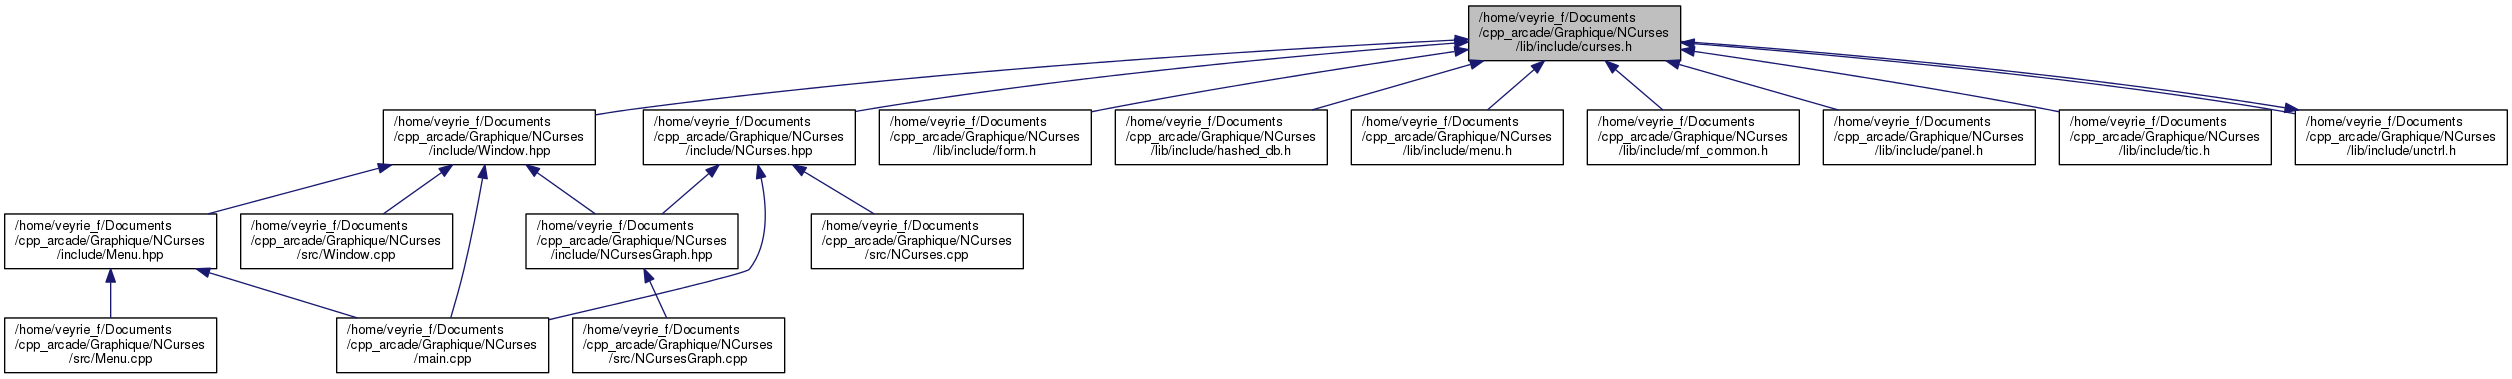 /home/veyrie_f/Documents
/cpp_arcade/Graphique/NCurses
/lib/include/curses.h
/home/veyrie_f/Documents
/cpp_arcade/Graphique/NCurses
/include/Window.hpp
/home/veyrie_f/Documents
/cpp_arcade/Graphique/NCurses
/include/NCurses.hpp
/home/veyrie_f/Documents
/cpp_arcade/Graphique/NCurses
/lib/include/form.h
/home/veyrie_f/Documents
/cpp_arcade/Graphique/NCurses
/lib/include/hashed_db.h
/home/veyrie_f/Documents
/cpp_arcade/Graphique/NCurses
/lib/include/menu.h
/home/veyrie_f/Documents
/cpp_arcade/Graphique/NCurses
/lib/include/mf_common.h
/home/veyrie_f/Documents
/cpp_arcade/Graphique/NCurses
/lib/include/panel.h
/home/veyrie_f/Documents
/cpp_arcade/Graphique/NCurses
/lib/include/tic.h
/home/veyrie_f/Documents
/cpp_arcade/Graphique/NCurses
/lib/include/unctrl.h
/home/veyrie_f/Documents
/cpp_arcade/Graphique/NCurses
/include/Menu.hpp
/home/veyrie_f/Documents
/cpp_arcade/Graphique/NCurses
/src/Window.cpp
/home/veyrie_f/Documents
/cpp_arcade/Graphique/NCurses
/include/NCursesGraph.hpp
/home/veyrie_f/Documents
/cpp_arcade/Graphique/NCurses
/src/NCurses.cpp
/home/veyrie_f/Documents
/cpp_arcade/Graphique/NCurses
/src/Menu.cpp
/home/veyrie_f/Documents
/cpp_arcade/Graphique/NCurses
/main.cpp
/home/veyrie_f/Documents
/cpp_arcade/Graphique/NCurses
/src/NCursesGraph.cpp